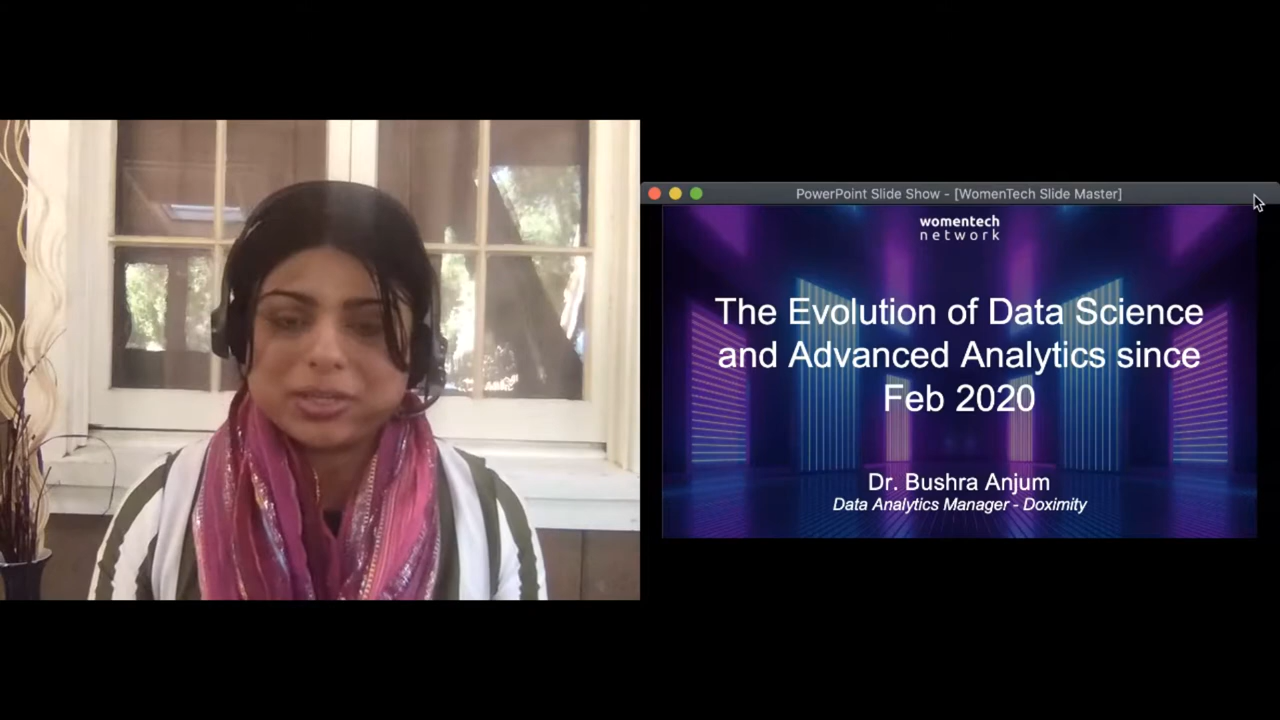 PowerPoint Slide Show - [WomenTech Slide Master]
womentech
network
The Evolution of Data Science
and Advanced Analytics since
Feb 2020
Dr. Bushra Anjum
Data Analytics Manager - Doximity